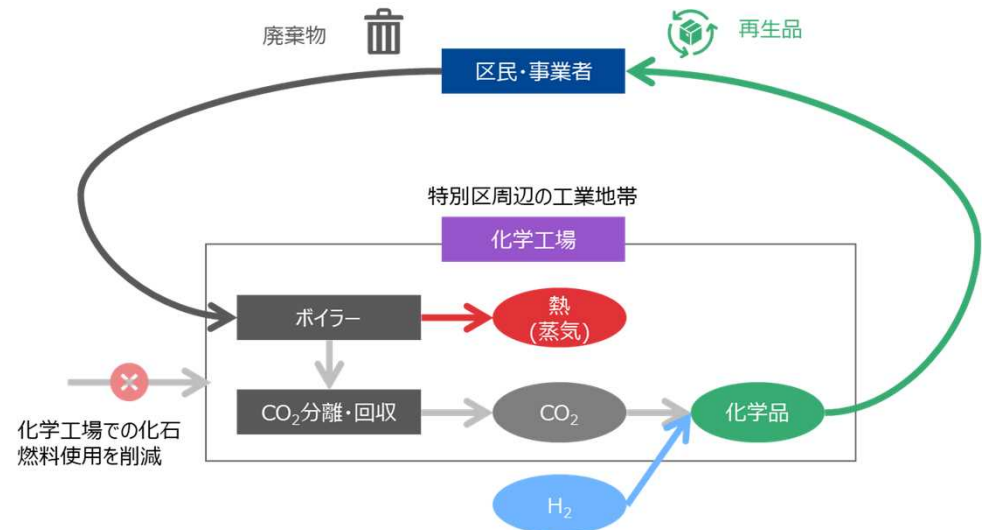 廃棄物
再生品
区民・事業者
特別区周辺の工業地帯
化学工場
ボイラー
熱
(蒸気)
CO₂分離・回収
CO₂
化学品
化学工場での化石
燃料使用を削減
H₂